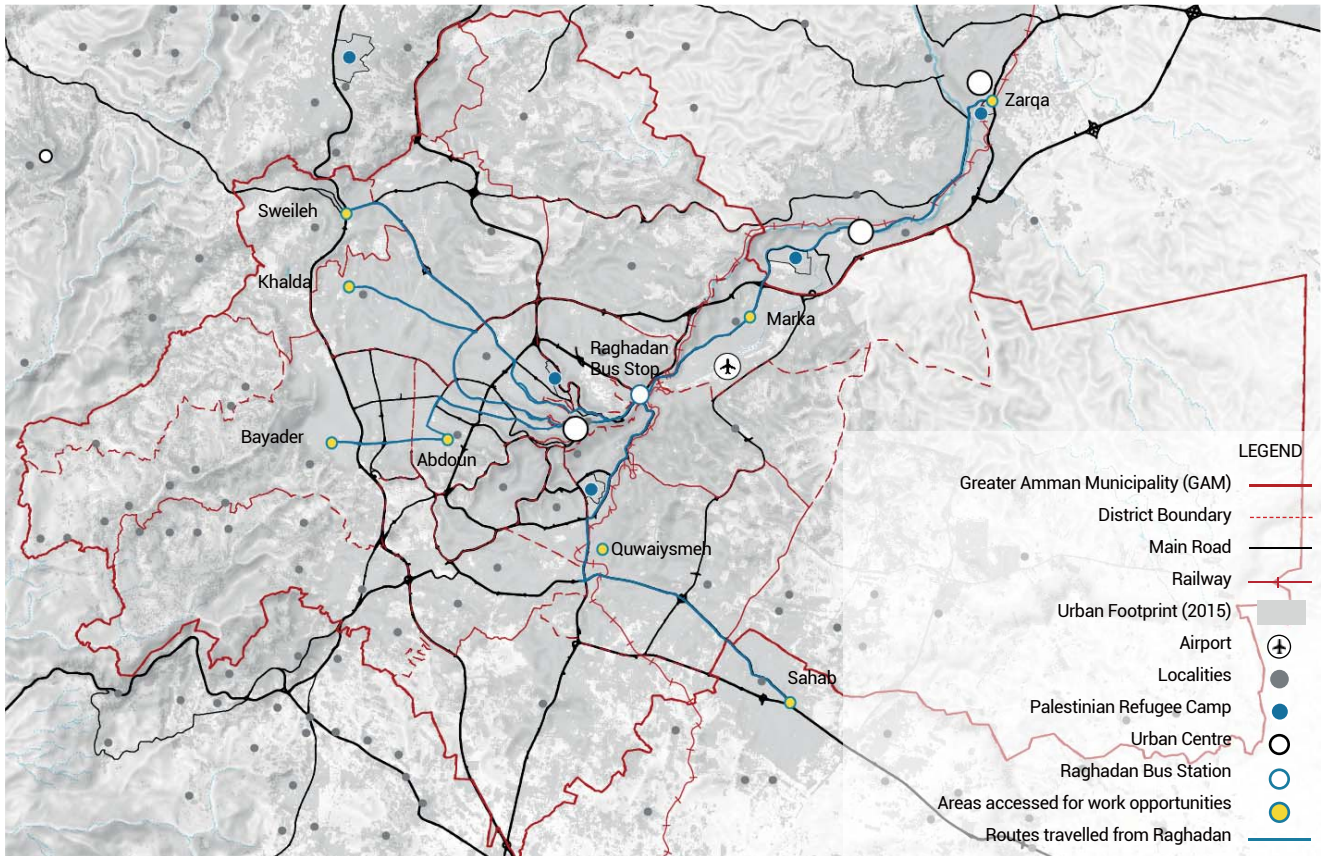 Zarqa
Sweileh
Khalda
Marka
Raghadan
Bus Stop
Bayader
Abdoun
Quwaiysmeh
Sahab
LEGEND
Greater Amman Municipality (GAM)
District Boundary
Main Road
Railway
Urban Footprint (2015)
Airport
Localities
Palestinian Refugee Camp
Urban Centre
Raghadan Bus Station
Areas accessed for work opportunities
Routes travelled from Raghadan